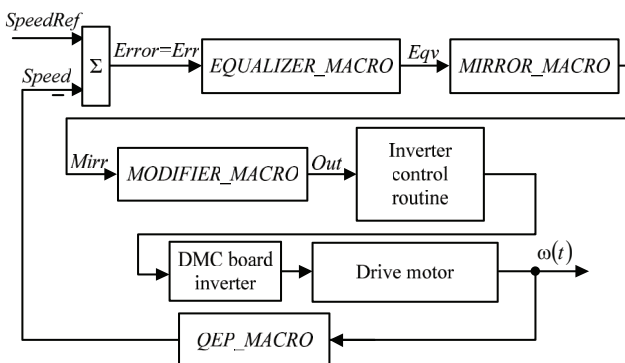 SpeedRef
Speed
–
Σ
Error=Err
EQUALIZER_MACRO
Eqv
MIRROR_MACRO
Mirr
MODIFIER_MACRO
Out
Inverter
control
routine
DMC board
inverter
Drive motor
ω(t)
QEP_MACRO